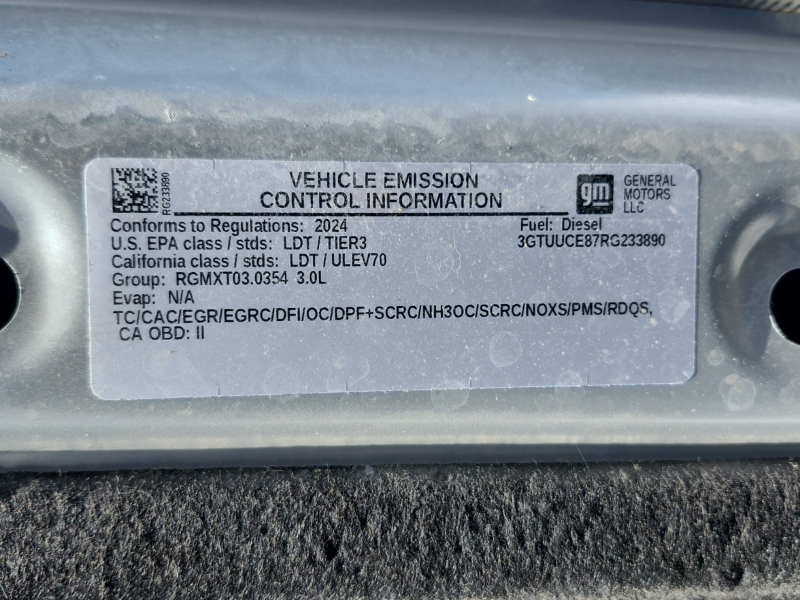 RG233890
VEHICLE EMISSION
CONTROL INFORMATION
gm
GENERAL
MOTORS
LLC
Conforms to Regulations: 2024
Fuel: Diesel
U.S. EPA class / stds: LDT / TIER3
3GTUUCE87RG233890
California class / stds: LDT / ULEV70
Group: RGMXT03.0354 3.0L
Evap: N/A
TC/CAC/EGR/EGRC/DFI/OC/DPF+SCRC/NH3OC/SCRC/NOXS/PMS/RDQS,
CA OBD: II